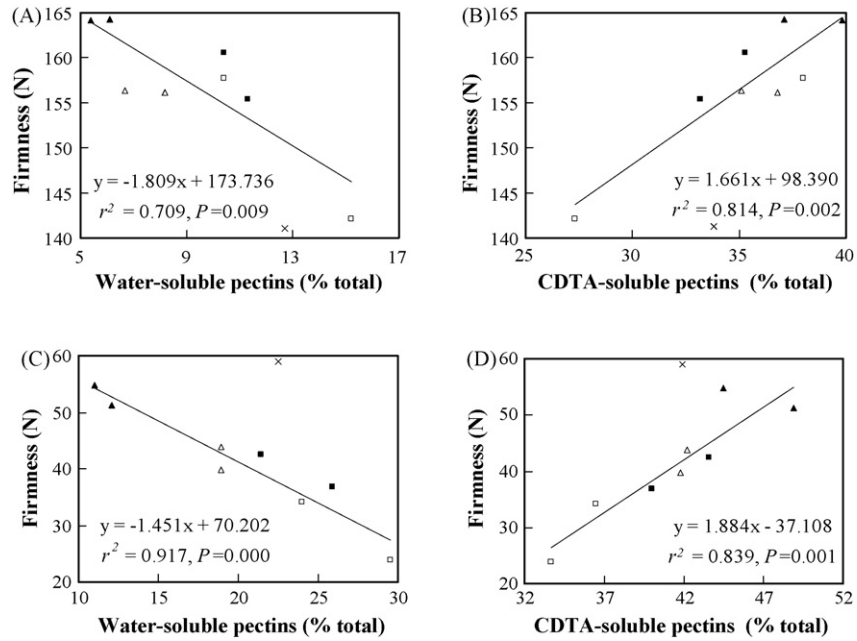 (A)
165
160
155
150
145
140
Firmness (N)
y = -1.809x + 173.736
r² = 0.709, P=0.009
5 9 13 17
Water-soluble pectins (% total)
(B)
165
160
155
150
145
140
Firmness (N)
y = 1.661x + 98.390
r² = 0.814, P=0.002
25 30 35 40
CDTA-soluble pectins (% total)
(C)
60
50
40
30
20
Firmness (N)
y = -1.451x + 70.202
r² = 0.917, P=0.000
10 15 20 25 30
Water-soluble pectins (% total)
(D)
60
50
40
30
20
Firmness (N)
y = 1.884x - 37.108
r² = 0.839, P=0.001
32 37 42 47 52
CDTA-soluble pectins (% total)